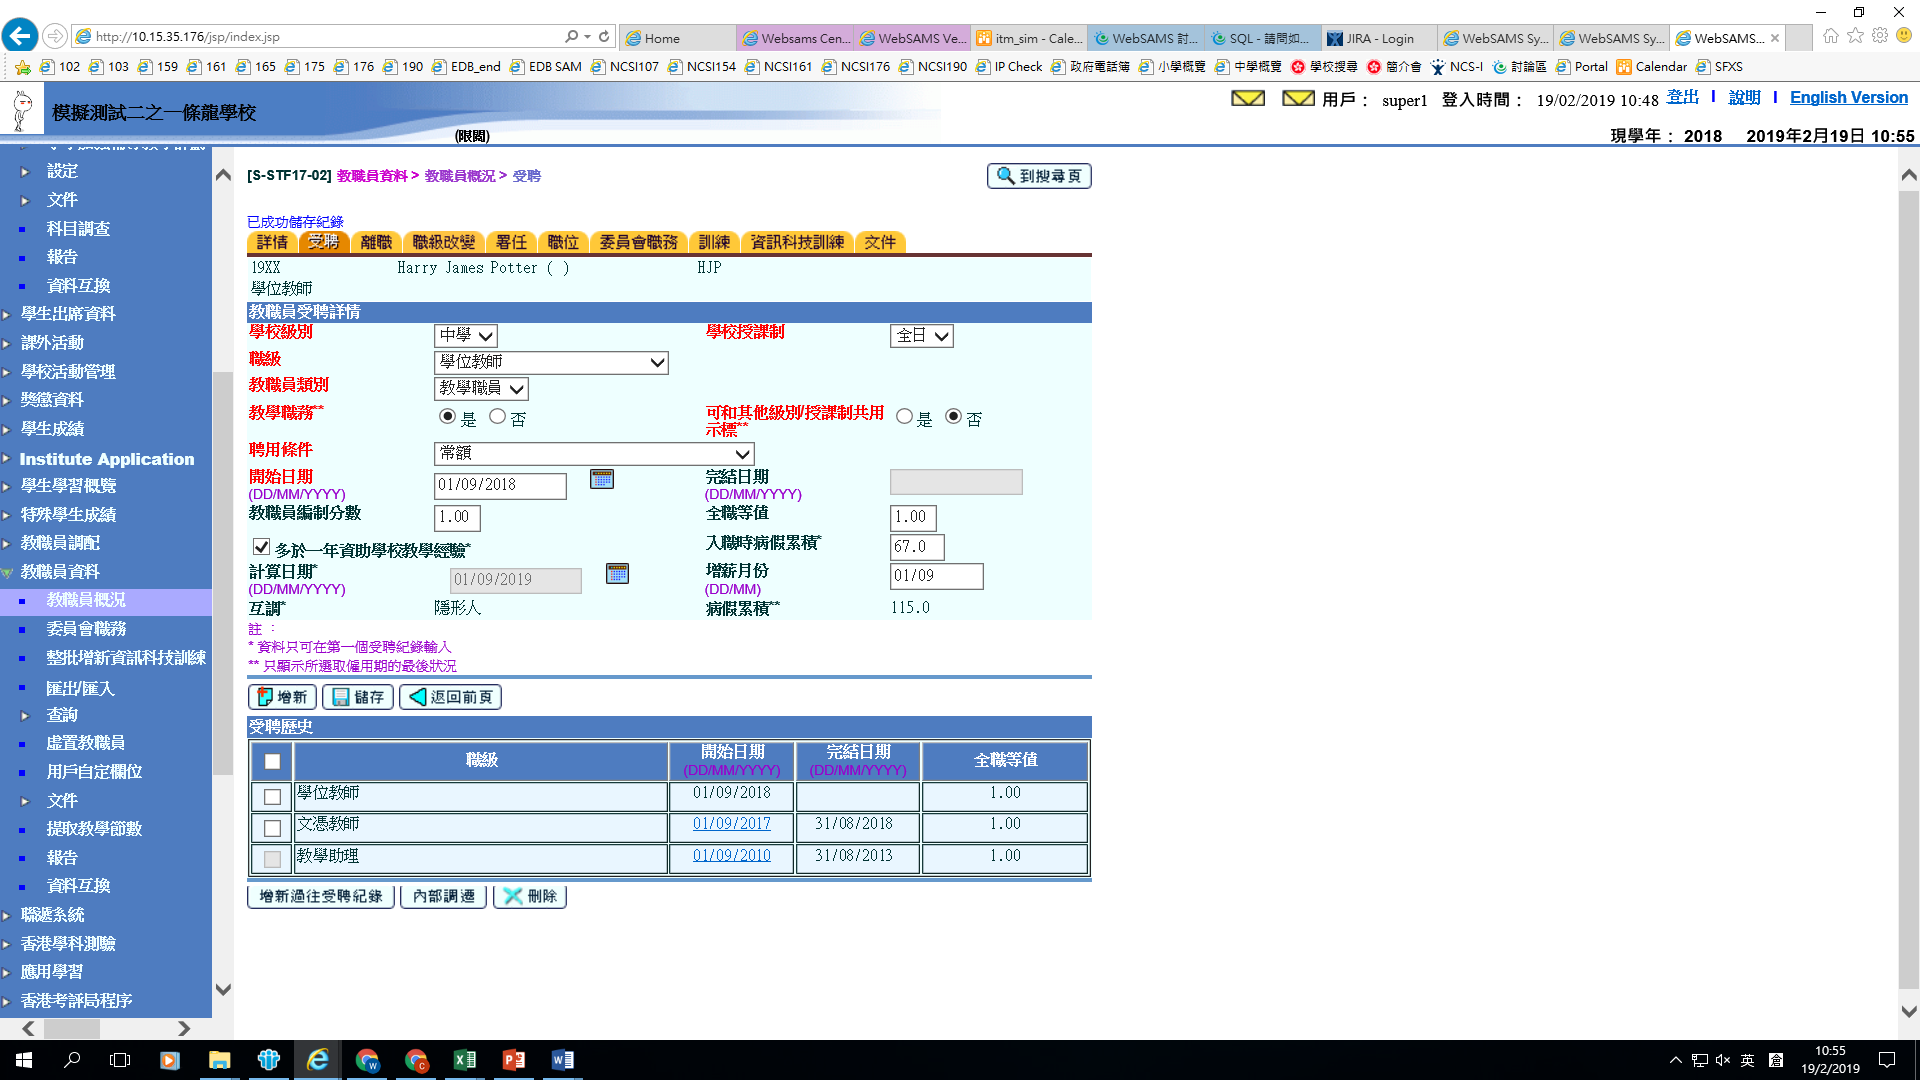 http://10.15.35.176/jsp/index.jsp
Home
Websams Cen...
WebSAMS Ve...
itm_sim - Cale...
WebSAMS 討...
SQL - 請問如...
JIRA - Login
WebSAMS Sy...
WebSAMS Sy...
WebSAMS...
102 103 159 161 165 175 176 190 EDB_end EDB SAM NCSI107 NCSI154 NCSI161 NCSI176 NCSI190 IP Check 政府電話簿 小學概覽 中學概覽 學校搜尋 簡介會 NCS-I 討論區 Portal Calendar SFXS
模擬測試二之一條龍學校
(限閱)
用戶: super1 登入時間: 19/02/2019 10:48 登出 | 說明 | English Version
現學年: 2018 2019年2月19日 10:55
設定
文件
科目調查
報告
資料互換
學生出席資料
課外活動
學校活動管理
獎懲資料
學生成績
Institute Application
學生學習概覽
特殊學生成績
教職員調配
教職員資料
教職員概況
委員會職務
整批增新資訊科技訓練
匯出/匯入
查詢
虛置教職員
用戶自定欄位
文件
提取教學節數
報告
資料互換
聯遞系統
香港學科測驗
應用學習
香港考評局程序
[S-STF17-02] 教職員資料 > 教職員概況 > 受聘
到搜尋頁
已成功儲存紀錄
詳情 受聘 離職 職級改變 署任 職位 委員會職務 訓練 資訊科技訓練 文件
19XX Harry James Potter ( ) HJP
學位教師
教職員受聘詳情
學校級別 中學 學校授課制 全日
職級 學位教師
教職員類別 教學職員
教學職務** 是 否 可和其他級別/授課制共用示標** 是 否
聘用條件 常額
開始日期 (DD/MM/YYYY) 01/09/2018 完結日期 (DD/MM/YYYY)
教職員編制分數 1.00 全職等值 1.00
多於一年資助學校教學經驗* 入職時病假累積* 67.0
計算日期* (DD/MM/YYYY) 01/09/2019 增薪月份 (DD/MM) 01/09
互調* 隱形人 病假累積** 115.0
註 :
* 資料只可在第一個受聘紀錄輸入
** 只顯示所選取僱用期的最後狀況
增新 儲存 返回前頁
受聘歷史
職級 開始日期 (DD/MM/YYYY) 完結日期 (DD/MM/YYYY) 全職等值
學位教師 01/09/2018 1.00
文憑教師 01/09/2017 31/08/2018 1.00
教學助理 01/09/2010 31/08/2013 1.00
增新過往受聘紀錄 內部調遷 刪除
英 倉 10:55
19/2/2019